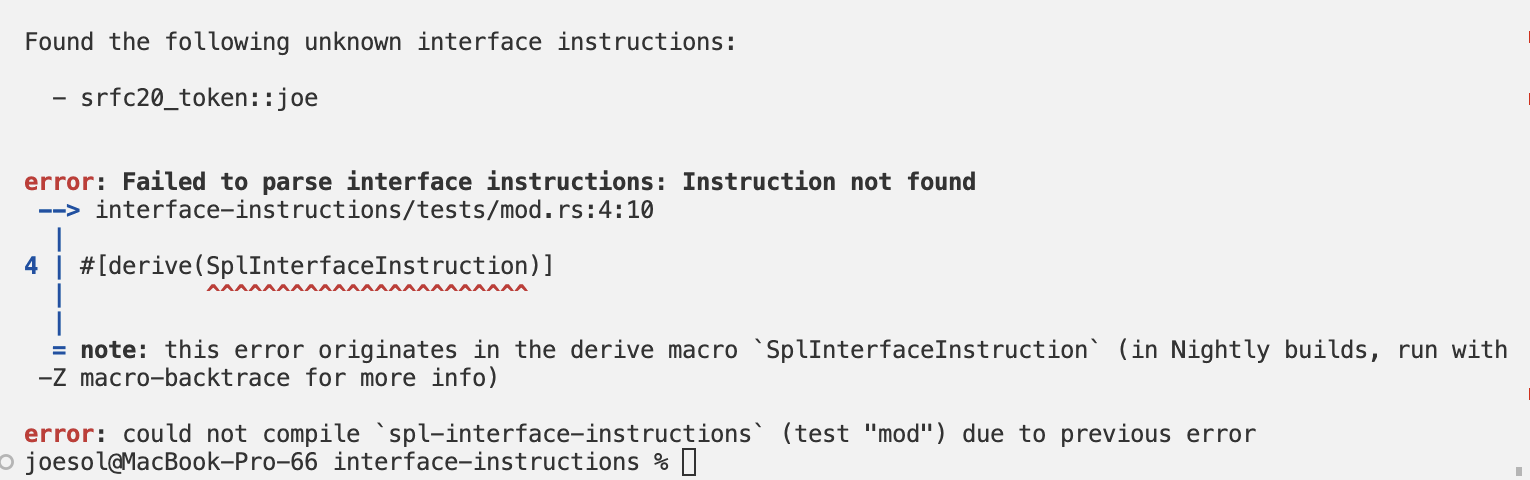 Found the following unknown interface instructions:
- srfc20_token::joe
error: Failed to parse interface instructions: Instruction not found
--> interface-instructions/tests/mod.rs:4:10
|
4 | #[derive(SplInterfaceInstruction)]
| ^^^^^^^^^^^^^^^^^^^^^^^
|
= note: this error originates in the derive macro `SplInterfaceInstruction` (in Nightly builds, run with
-Z macro-backtrace for more info)
error: could not compile `spl-interface-instructions` (test "mod") due to previous error
joesol@MacBook-Pro-66 interface-instructions %